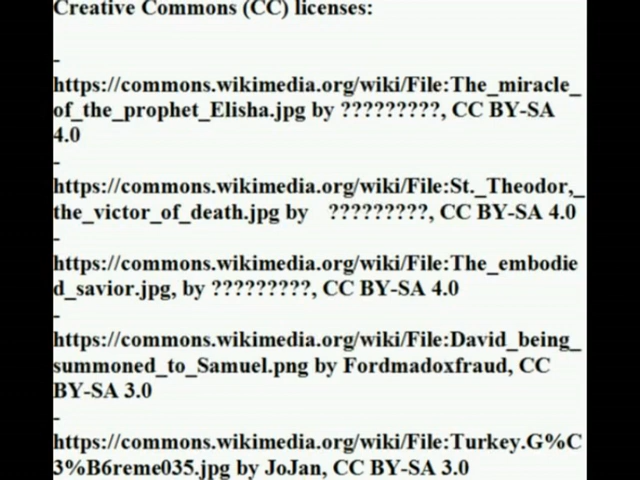 Creative Commons (CC) licenses:
-
https://commons.wikimedia.org/wiki/File:The_miracle_
of_the_prophet_Elisha.jpg by ?????????, CC BY-SA
4.0
-
https://commons.wikimedia.org/wiki/File:St._Theodor,_
the_victor_of_death.jpg by ?????????, CC BY-SA 4.0
-
https://commons.wikimedia.org/wiki/File:The_embodie
d_savior.jpg, by ?????????, CC BY-SA 4.0
-
https://commons.wikimedia.org/wiki/File:David_being_
summoned_to_Samuel.png by Fordmadoxfraud, CC
BY-SA 3.0
-
https://commons.wikimedia.org/wiki/File:Turkey.G%C
3%B6reme035.jpg by JoJan, CC BY-SA 3.0